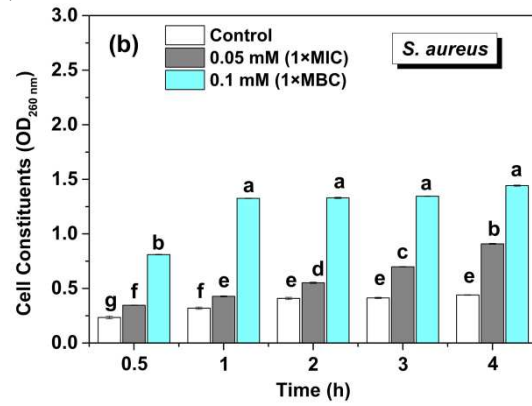 (b)
Control
0.05 mM (1×MIC)
0.1 mM (1×MBC)
S. aureus
Cell Constituents (OD260 nm)
3.0
2.5
2.0
1.5
1.0
0.5
0.0
g f b
f e a
e d a
e c a
e b a
0.5 1 2 3 4
Time (h)